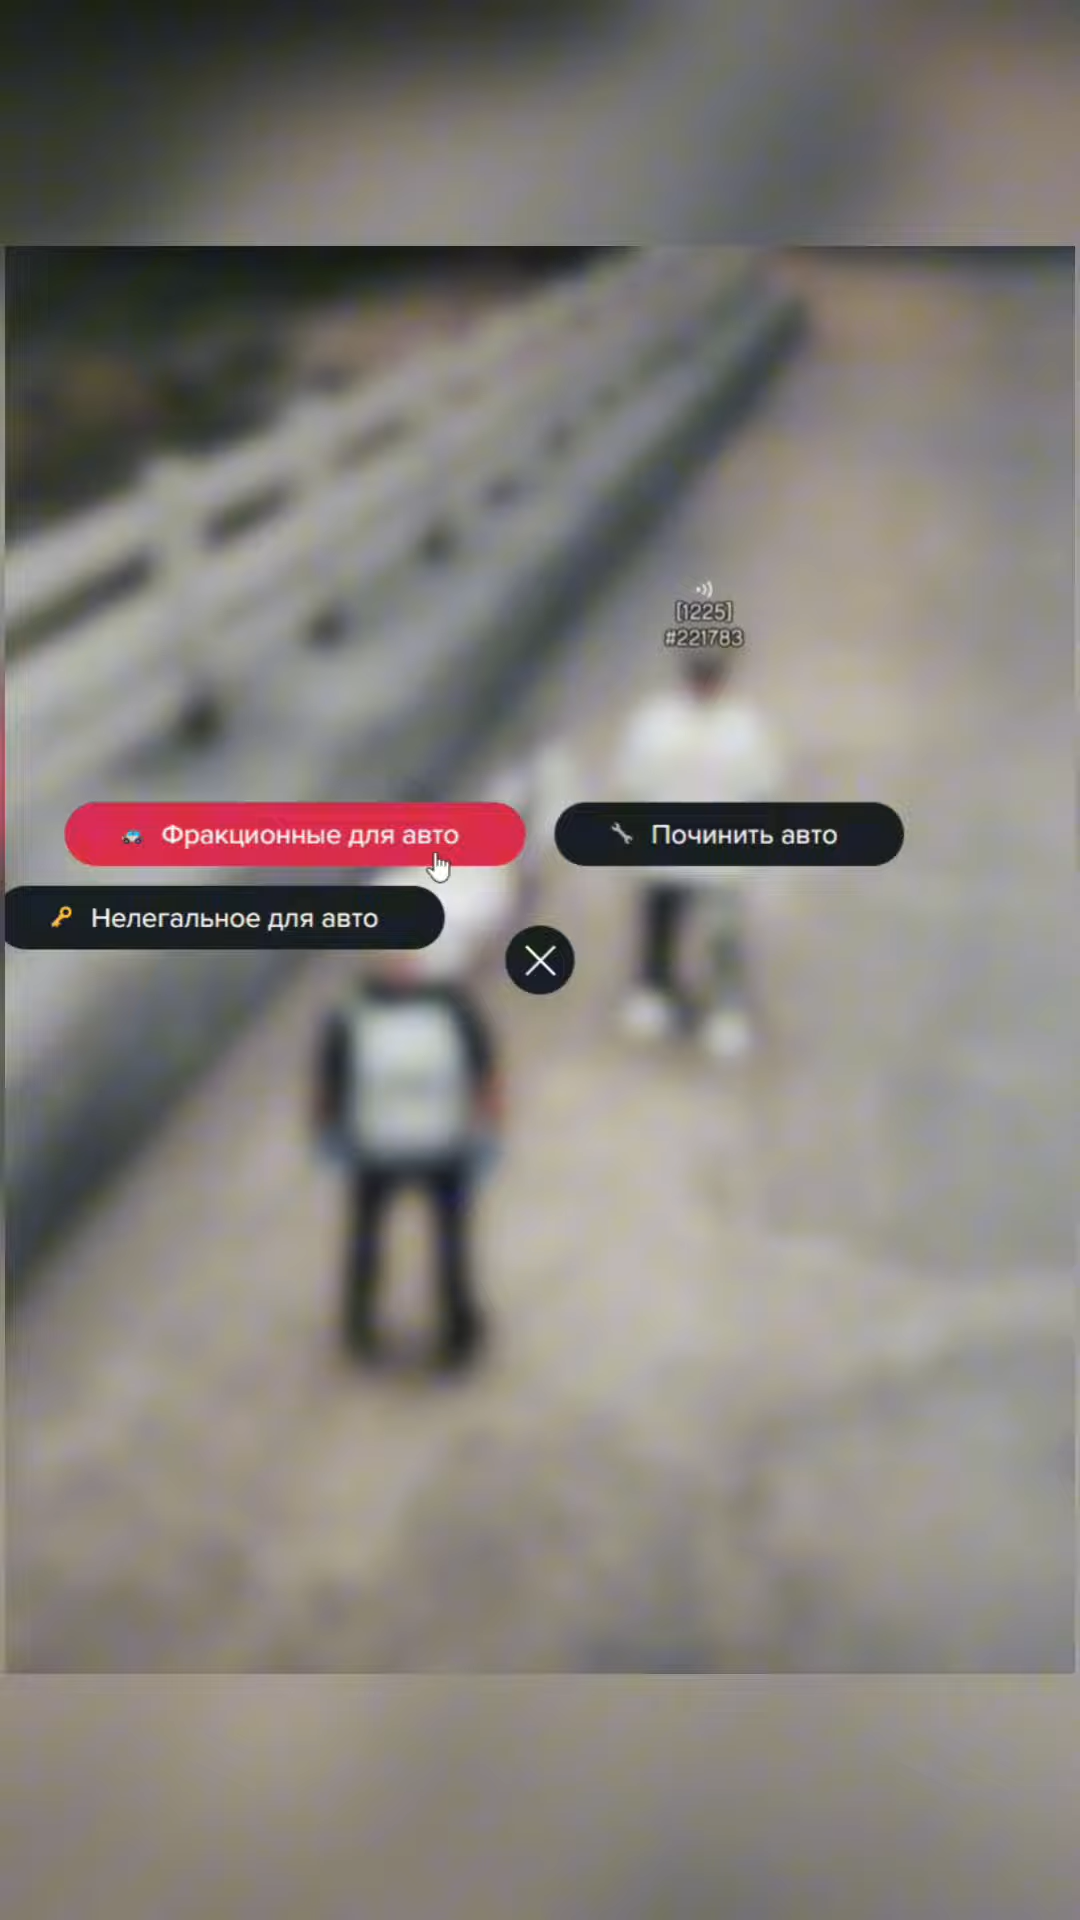 [1225]
#221783
Фракционные для авто
Починить авто
Нелегальное для авто